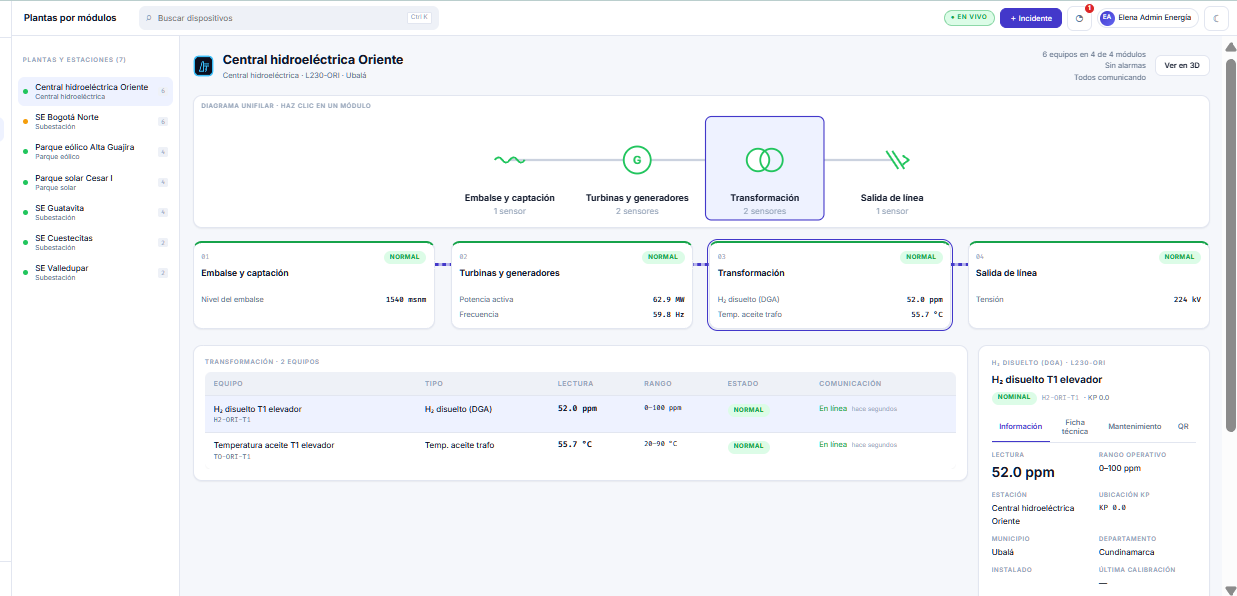 Plantas por módulos
Buscar dispositivos
Ctrl K
EN VIVO
+ Incidente
1
EA
Elena Admin Energía
PLANTAS Y ESTACIONES (7)
Central hidroeléctrica Oriente
Central hidroeléctrica
6
SE Bogotá Norte
Subestación
6
Parque eólico Alta Guajira
Parque eólico
4
Parque solar Cesar I
Parque solar
4
SE Guatavita
Subestación
4
SE Cuestecitas
Subestación
2
SE Valledupar
Subestación
2
Central hidroeléctrica Oriente
Central hidroeléctrica · L230-ORI · Ubalá
6 equipos en 4 de 4 módulos
Sin alarmas
Todos comunicando
Ver en 3D
DIAGRAMA UNIFILAR · HAZ CLIC EN UN MÓDULO
G
Embalse y captación
1 sensor
Turbinas y generadores
2 sensores
Transformación
2 sensores
Salida de línea
1 sensor
01
NORMAL
Embalse y captación
Nivel del embalse
1540 msnm
02
NORMAL
Turbinas y generadores
Potencia activa
62.9 MW
Frecuencia
59.8 Hz
03
NORMAL
Transformación
H₂ disuelto (DGA)
52.0 ppm
Temp. aceite trafo
55.7 °C
04
NORMAL
Salida de línea
Tensión
224 kV
TRANSFORMACIÓN · 2 EQUIPOS
EQUIPO TIPO LECTURA RANGO ESTADO COMUNICACIÓN
H₂ disuelto T1 elevador H₂ disuelto (DGA) 52.0 ppm 0–100 ppm NORMAL En línea hace segundos
H2-ORI-T1
Temperatura aceite T1 elevador Temp. aceite trafo 55.7 °C 20–90 °C NORMAL En línea hace segundos
TO-ORI-T1
H₂ DISUELTO (DGA) · L230-ORI
H₂ disuelto T1 elevador
NOMINAL H2-ORI-T1 · KP 0.0
Información
Ficha
técnica
Mantenimiento
QR
LECTURA
52.0 ppm
RANGO OPERATIVO
0–100 ppm
ESTACIÓN
Central hidroeléctrica
Oriente
UBICACIÓN KP
KP 0.0
MUNICIPIO
Ubalá
DEPARTAMENTO
Cundinamarca
INSTALADO
ÚLTIMA CALIBRACIÓN
—